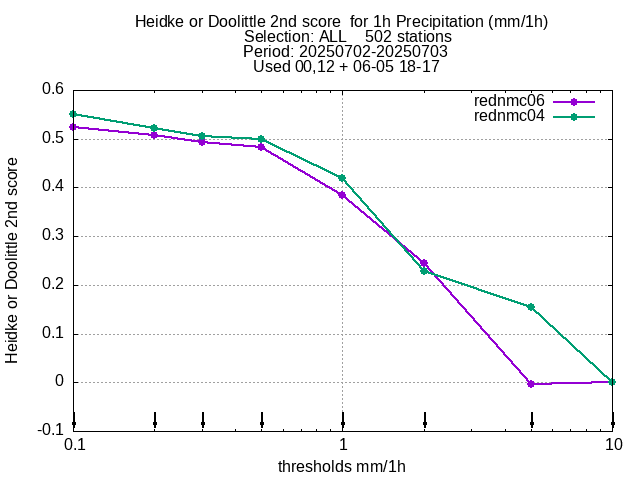 Heidke or Doolittle 2nd score  for 1h Precipitation (mm/1h)
Selection: ALL    502 stations
Period: 20250702-20250703
Used 00,12 + 06-05 18-17
rednmc06
rednmc04
0.6
0.5
0.4
0.3
0.2
0.1
0
-0.1
Heidke or Doolittle 2nd score
0.1 1 10
thresholds mm/1h